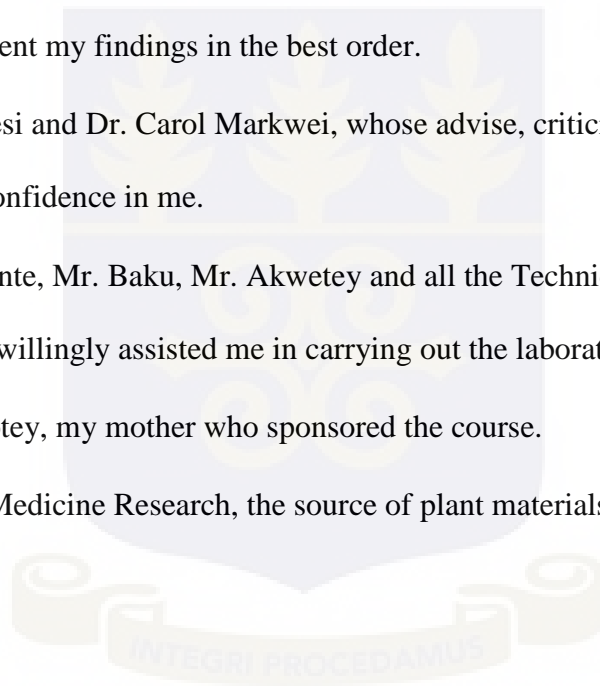 ent my findings in the best order.
esi and Dr. Carol Markwei, whose advise, critici
onfidence in me.
nte, Mr. Baku, Mr. Akwetey and all the Techni
willingly assisted me in carrying out the laborat
tey, my mother who sponsored the course.
Medicine Research, the source of plant materials
INTEGRI PROCEDAMUS